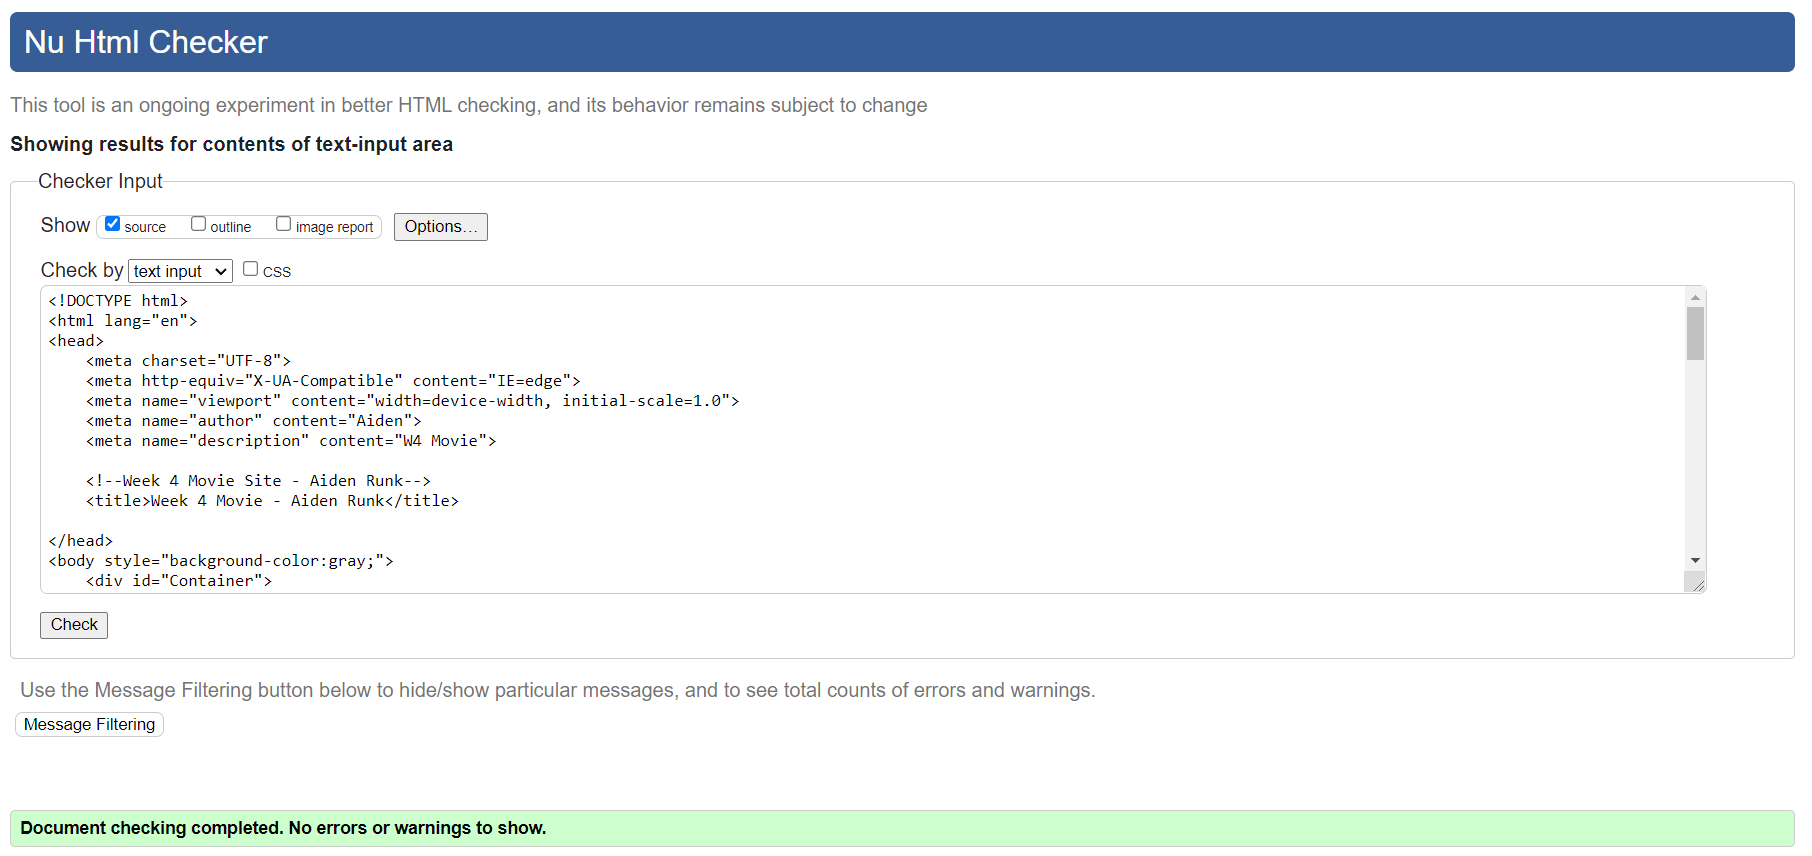 Nu Html Checker
This tool is an ongoing experiment in better HTML checking, and its behavior remains subject to change
Showing results for contents of text-input area
Checker Input
Show source outline image report Options...
Check by text input CSS
<!DOCTYPE html>
<html lang="en">
<head>
    <meta charset="UTF-8">
    <meta http-equiv="X-UA-Compatible" content="IE=edge">
    <meta name="viewport" content="width=device-width, initial-scale=1.0">
    <meta name="author" content="Aiden">
    <meta name="description" content="W4 Movie">
    <!--Week 4 Movie Site - Aiden Runk-->
    <title>Week 4 Movie - Aiden Runk</title>
</head>
<body style="background-color:gray;">
    <div id="Container">
Check
Use the Message Filtering button below to hide/show particular messages, and to see total counts of errors and warnings.
Message Filtering
Document checking completed. No errors or warnings to show.